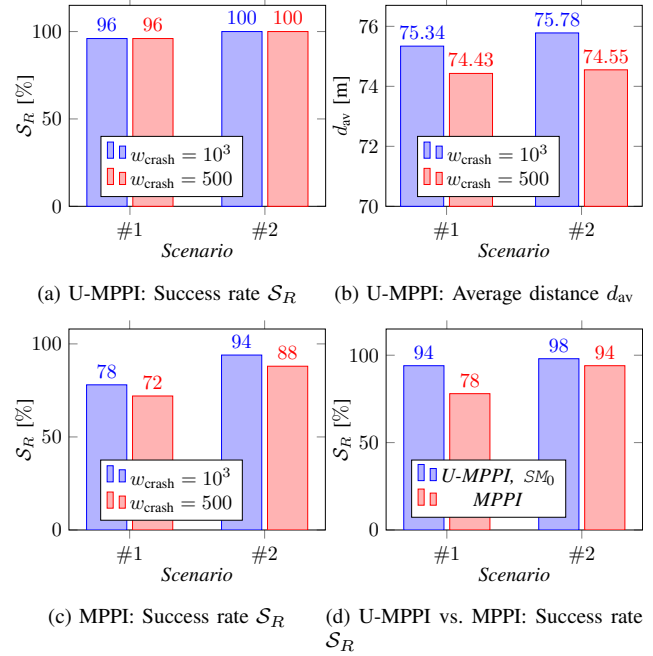 96 96 100 100
100
50
0
S_R [%]
w_crash = 10^3
w_crash = 500
#1 #2
Scenario
(a) U-MPPI: Success rate S_R
75.34 74.43 75.78 74.55
76
74
72
70
d_av [m]
w_crash = 10^3
w_crash = 500
#1 #2
Scenario
(b) U-MPPI: Average distance d_av
78 72 94 88
100
50
0
S_R [%]
w_crash = 10^3
w_crash = 500
#1 #2
Scenario
(c) MPPI: Success rate S_R
94 78 98 94
100
50
0
S_R [%]
U-MPPI, SM_0
MPPI
#1 #2
Scenario
(d) U-MPPI vs. MPPI: Success rate
S_R